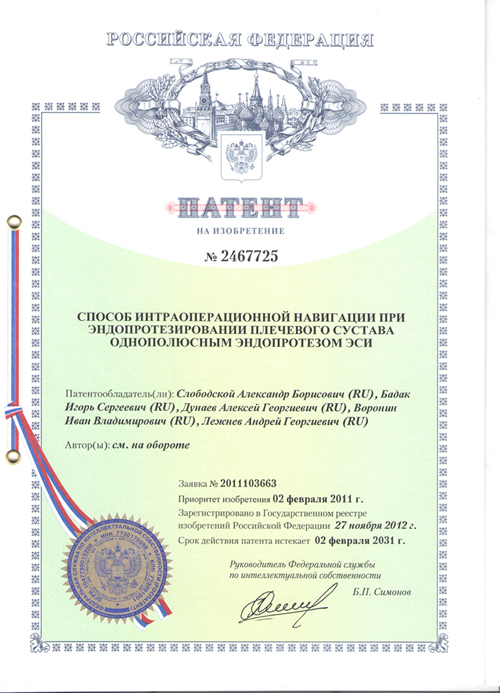 РОССИЙСКАЯ ФЕДЕРАЦИЯ
ПАТЕНТ
НА ИЗОБРЕТЕНИЕ
№ 2467725
СПОСОБ ИНТРАОПЕРАЦИОННОЙ НАВИГАЦИИ ПРИ
ЭНДОПРОТЕЗИРОВАНИИ ПЛЕЧЕВОГО СУСТАВА
ОДНОПОЛЮСНЫМ ЭНДОПРОТЕЗОМ ЭСИ
Патентообладатель(ли): Слободской Александр Борисович (RU), Бадак
Игорь Сергеевич (RU), Дунаев Алексей Георгиевич (RU), Воронин
Иван Владимирович (RU), Лежнев Андрей Георгиевич (RU)
Автор(ы): см. на обороте
Заявка № 2011103663
Приоритет изобретения 02 февраля 2011 г.
Зарегистрировано в Государственном реестре
изобретений Российской Федерации 27 ноября 2012 г.
Срок действия патента истекает 02 февраля 2031 г.
Руководитель Федеральной службы
по интеллектуальной собственности
Б.П. Симонов